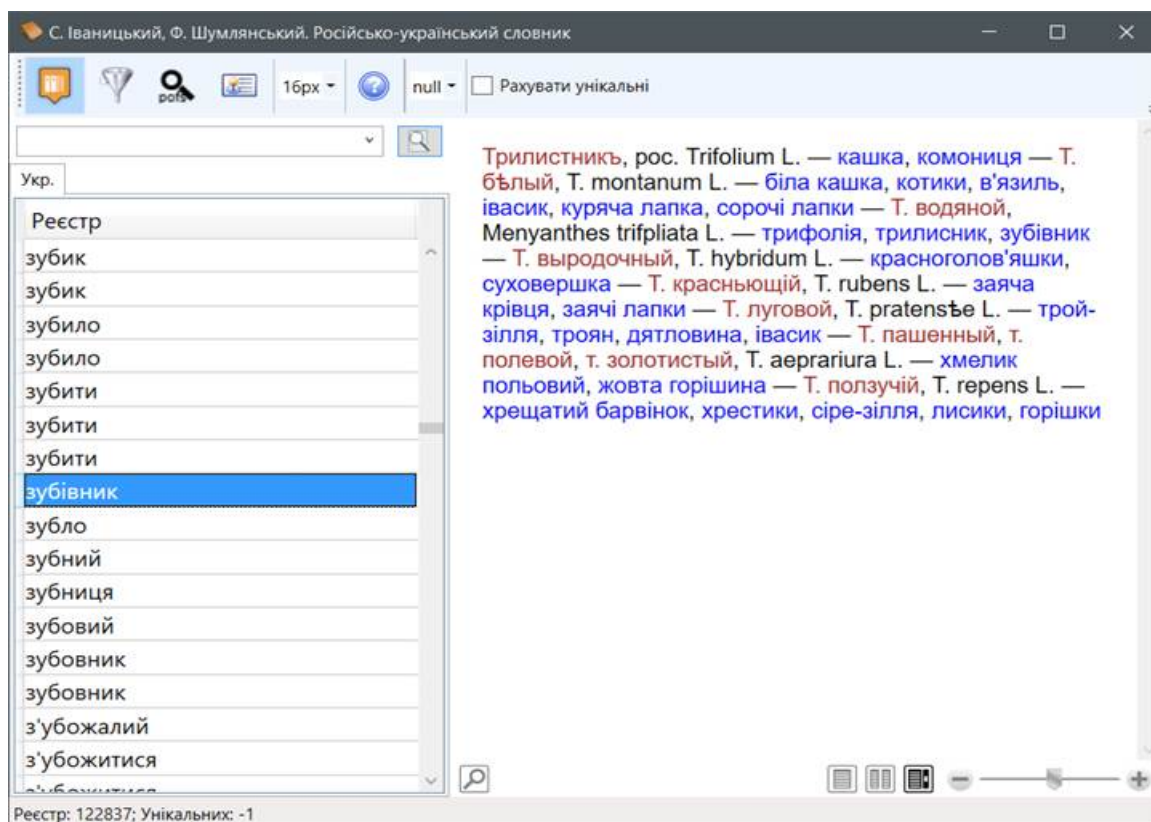 С. Іваницький, Ф. Шумлянський. Російсько-український словник
pofs
16px
null
Рахувати унікальні
Укр.
Реєстр
зубик
зубик
зубило
зубило
зубити
зубити
зубити
зубівник
зубло
зубний
зубниця
зубовий
зубовник
зубовник
з'убожалий
з'убожитися
з'убожитися
Трилистникъ, рос. Trifolium L. — кашка, комониця — Т.
бѣлый, T. montanum L. — біла кашка, котики, в'язиль,
івасик, куряча лапка, сорочі лапки — Т. водяной,
Menyanthes trifpliata L. — трифолія, трилисник, зубівник
— Т. выродочный, T. hybridum L. — красноголов'яшки,
суховершка — Т. красньющій, T. rubens L. — заяча
крівця, заячі лапки — Т. луговой, T. pratensѣe L. — трой-
зілля, троян, дятловина, івасик — Т. пашенный, т.
полевой, т. золотистый, T. aeprariura L. — хмелик
польовий, жовта горішина — Т. ползучій, T. repens L. —
хрещатий барвінок, хрестики, сіре-зілля, лисики, горішки
Реєстр: 122837; Унікальних: -1